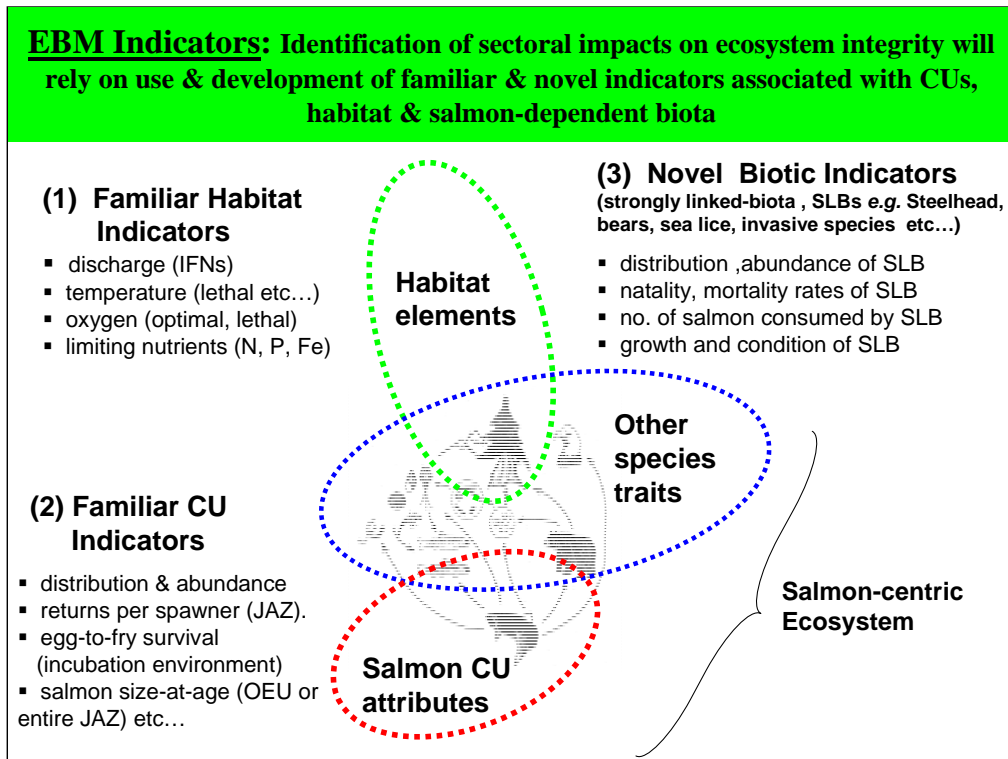 EBM Indicators: Identification of sectoral impacts on ecosystem integrity will
rely on use & development of familiar & novel indicators associated with CUs,
habitat & salmon-dependent biota
(1) Familiar Habitat
Indicators
▪ discharge (IFNs)
▪ temperature (lethal etc…)
▪ oxygen (optimal, lethal)
▪ limiting nutrients (N, P, Fe)
Habitat
elements
(3) Novel Biotic Indicators
(strongly linked-biota , SLBs e.g. Steelhead,
bears, sea lice, invasive species etc…)
▪ distribution ,abundance of SLB
▪ natality, mortality rates of SLB
▪ no. of salmon consumed by SLB
▪ growth and condition of SLB
Other
species
traits
(2) Familiar CU
Indicators
▪ distribution & abundance
▪ returns per spawner (JAZ).
▪ egg-to-fry survival
(incubation environment)
▪ salmon size-at-age (OEU or
entire JAZ) etc…
Salmon CU
attributes
Salmon-centric
Ecosystem